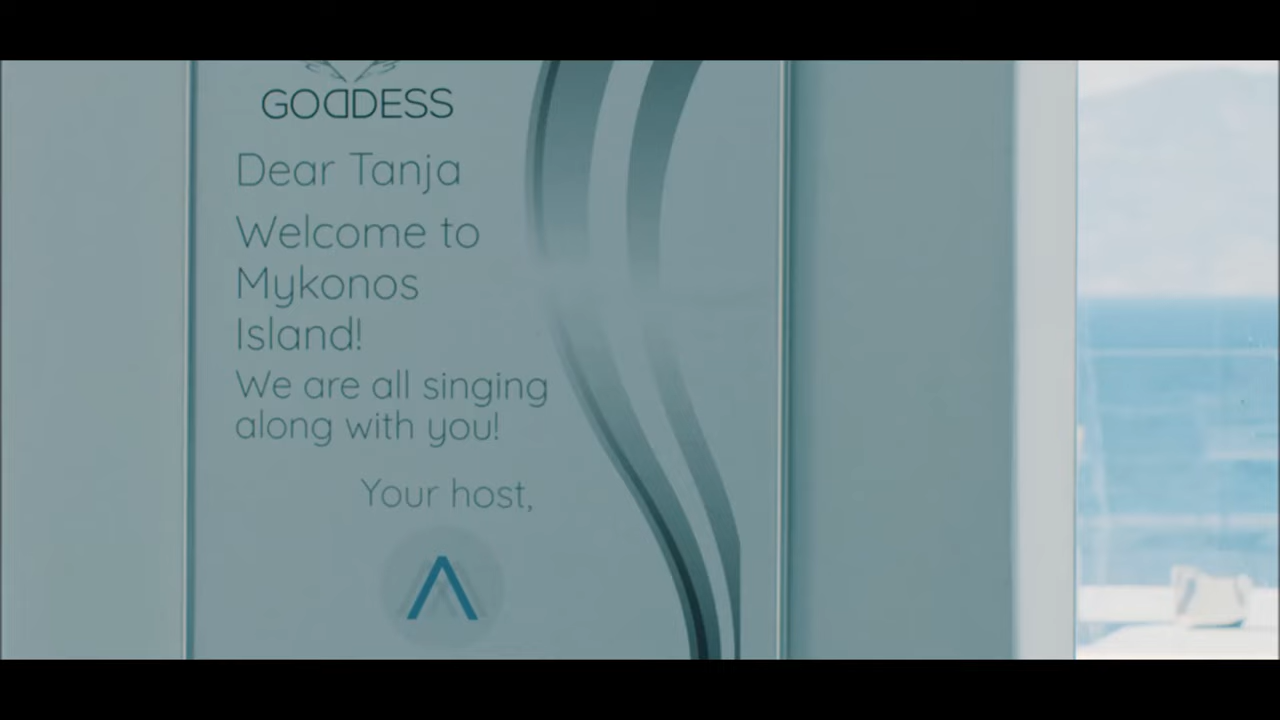 GODDESS
Dear Tanja
Welcome to
Mykonos
Island!
We are all singing
along with you!
Your host,
Λ